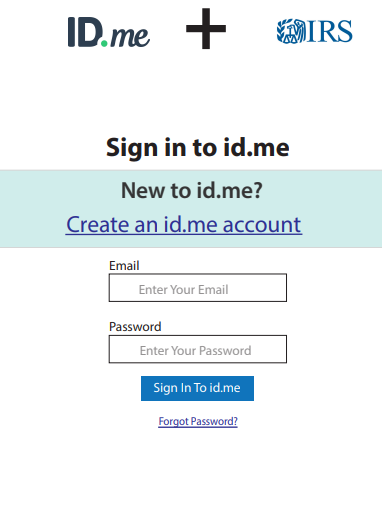 ID.me + IRS
Sign in to id.me
New to id.me?
Create an id.me account
Email
Enter Your Email
Password
Enter Your Password
Sign In To id.me
Forgot Password?